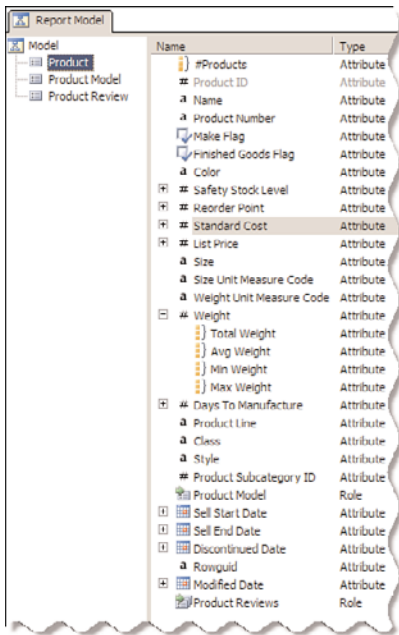 Report Model
Model
Product
Product Model
Product Review
Name Type
#Products Attribute
# Product ID Attribute
a Name Attribute
a Product Number Attribute
Make Flag Attribute
Finished Goods Flag Attribute
a Color Attribute
# Safety Stock Level Attribute
# Reorder Point Attribute
# Standard Cost Attribute
# List Price Attribute
a Size Attribute
a Size Unit Measure Code Attribute
a Weight Unit Measure Code Attribute
# Weight Attribute
Total Weight Attribute
Avg Weight Attribute
Min Weight Attribute
Max Weight Attribute
# Days To Manufacture Attribute
a Product Line Attribute
a Class Attribute
a Style Attribute
# Product Subcategory ID Attribute
Product Model Role
Sell Start Date Attribute
Sell End Date Attribute
Discontinued Date Attribute
a Rowguid Attribute
Modified Date Attribute
Product Reviews Role